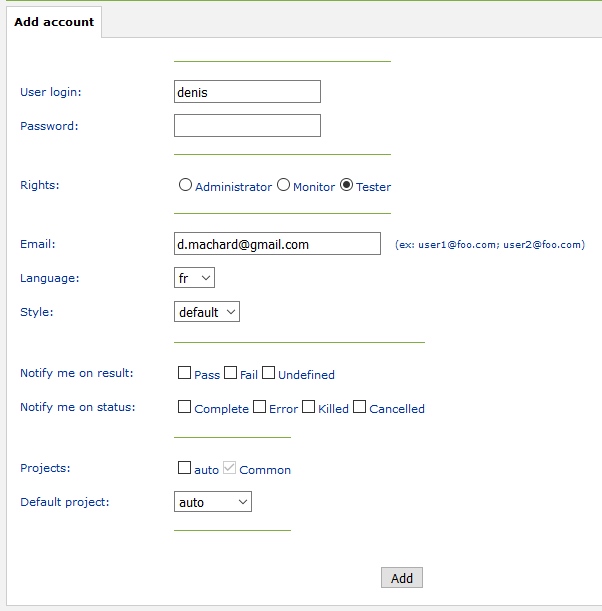 Add account
User login: denis
Password:
Rights: Administrator Monitor Tester
Email: d.machard@gmail.com (ex: user1@foo.com; user2@foo.com)
Language: fr
Style: default
Notify me on result: Pass Fail Undefined
Notify me on status: Complete Error Killed Cancelled
Projects: auto Common
Default project: auto
Add